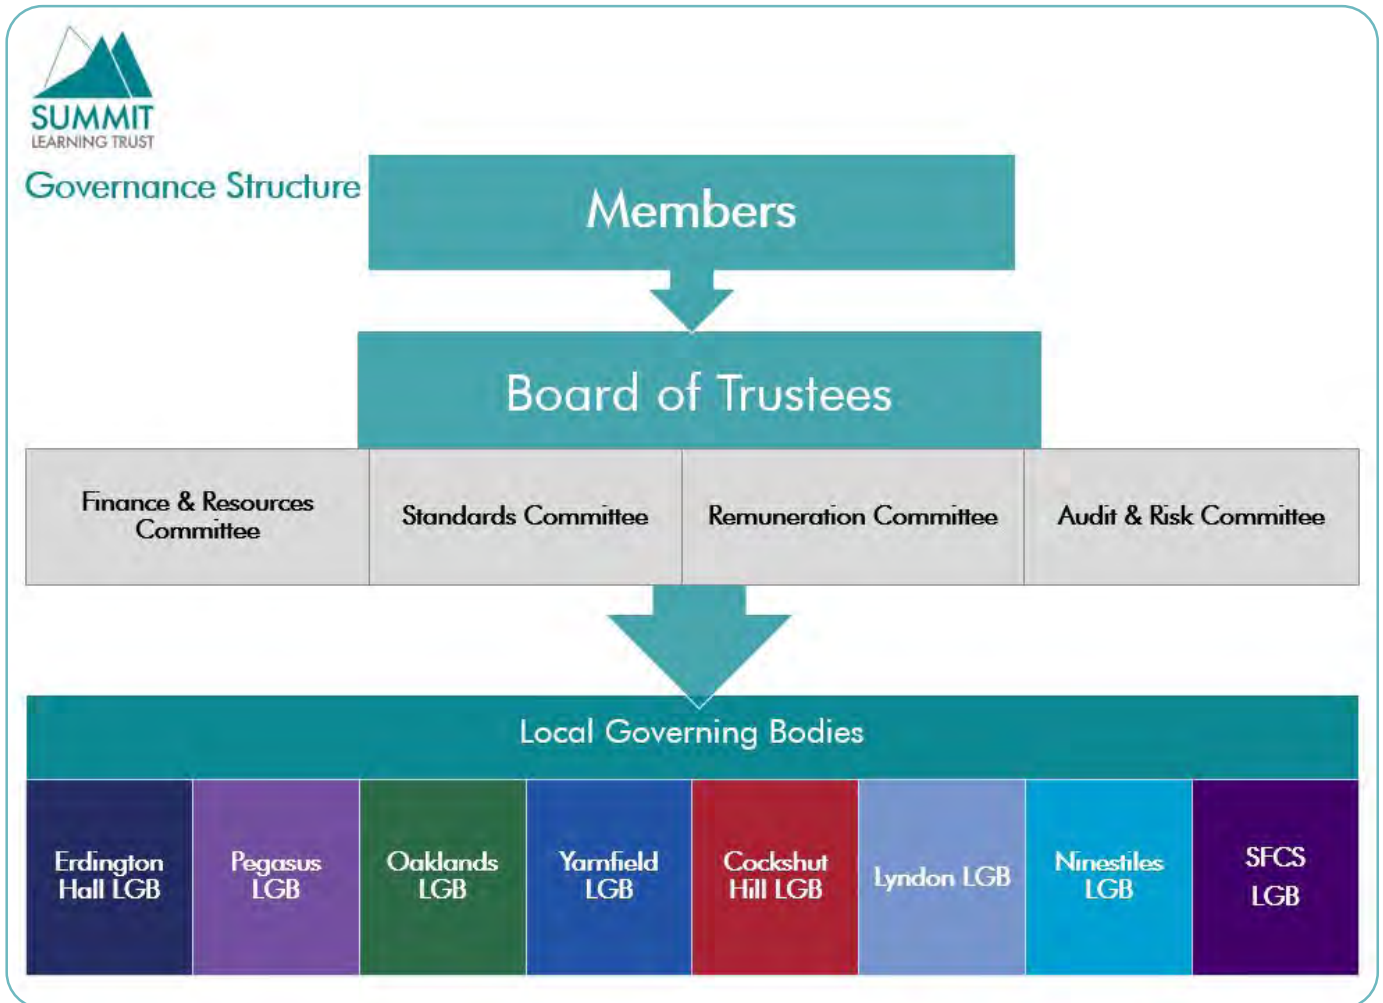 SUMMIT
LEARNING TRUST
Governance Structure
Members
Board of Trustees
Finance & Resources
Committee
Standards Committee
Remuneration Committee
Audit & Risk Committee
Local Governing Bodies
Erdington
Hall LGB
Pegasus
LGB
Oaklands
LGB
Yarnfield
LGB
Cockshut
Hill LGB
Lyndon LGB
Ninestiles
LGB
SFCS
LGB